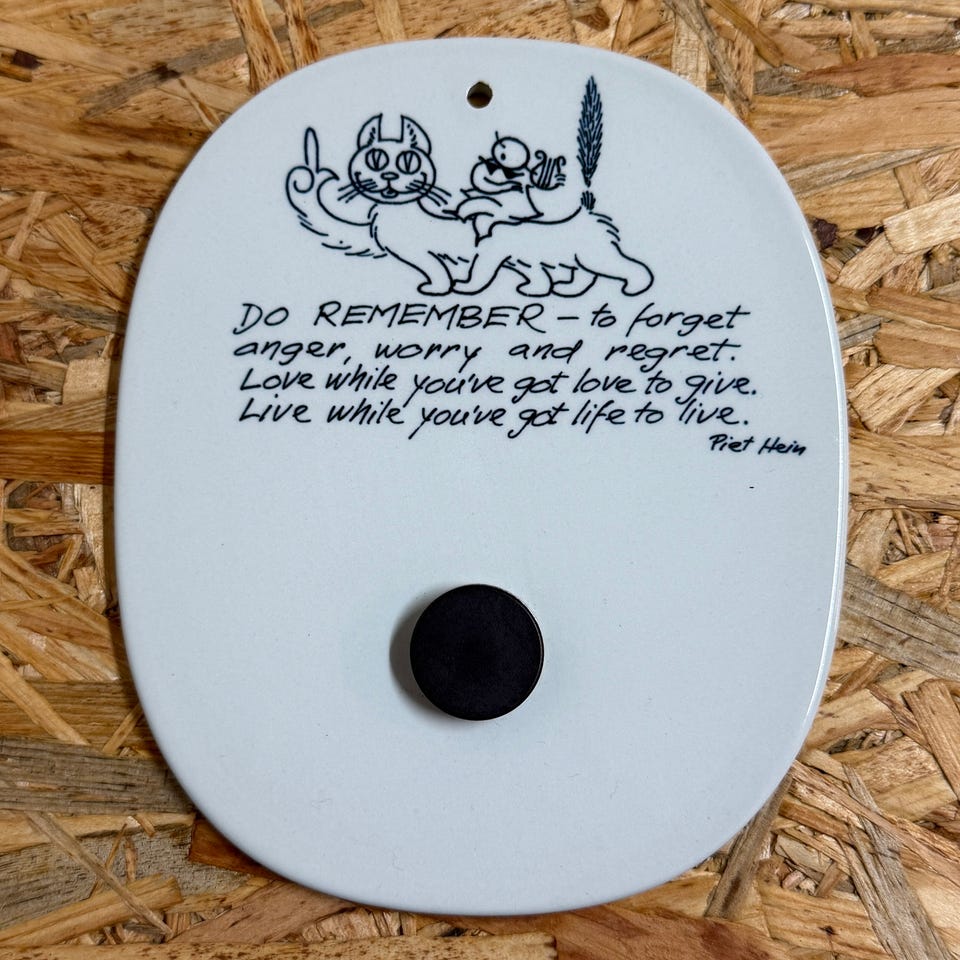 DO REMEMBER – to forget
anger, worry and regret.
Love while you've got love to give.
Live while you've got life to live.
Piet Hein